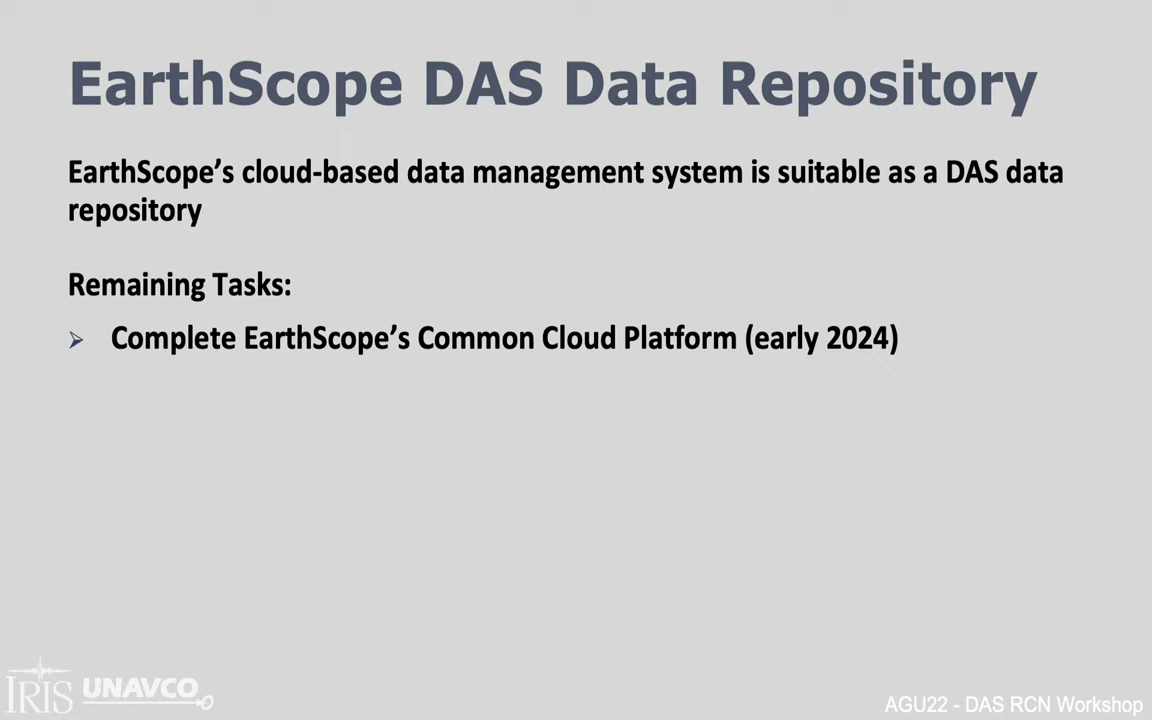 EarthScope DAS Data Repository
EarthScope’s cloud-based data management system is suitable as a DAS data
repository
Remaining Tasks:
Complete EarthScope’s Common Cloud Platform (early 2024)
IRIS UNAVCO
AGU22 - DAS RCN Workshop